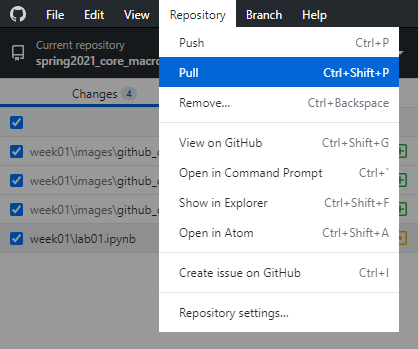 File Edit View Repository Branch Help
Current repository
spring2021_core_macro
Push Ctrl+P
Pull Ctrl+Shift+P
Remove... Ctrl+Backspace
Changes 4
View on GitHub Ctrl+Shift+G
week01\images\github_
Open in Command Prompt Ctrl+`
week01\images\github_
Show in Explorer Ctrl+Shift+F
week01\images\github_
Open in Atom Ctrl+Shift+A
week01\lab01.ipynb
Create issue on GitHub Ctrl+I
Repository settings...